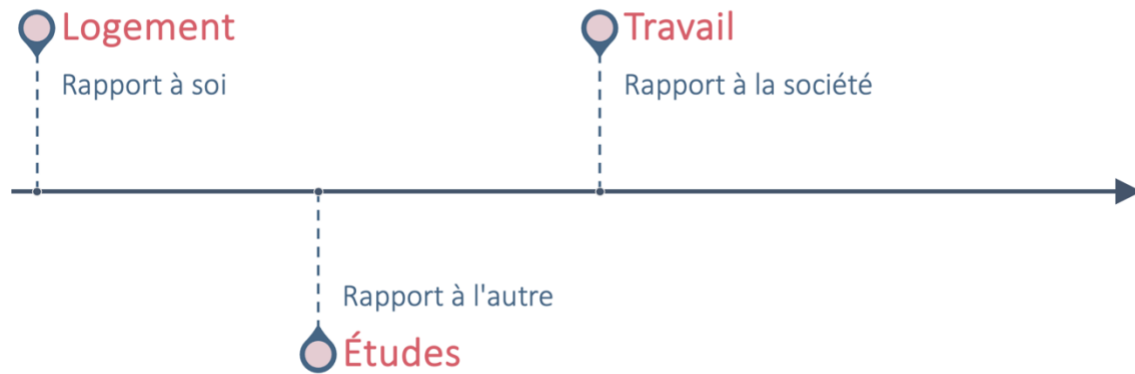 Logement
Rapport à soi
Travail
Rapport à la société
Rapport à l'autre
Études